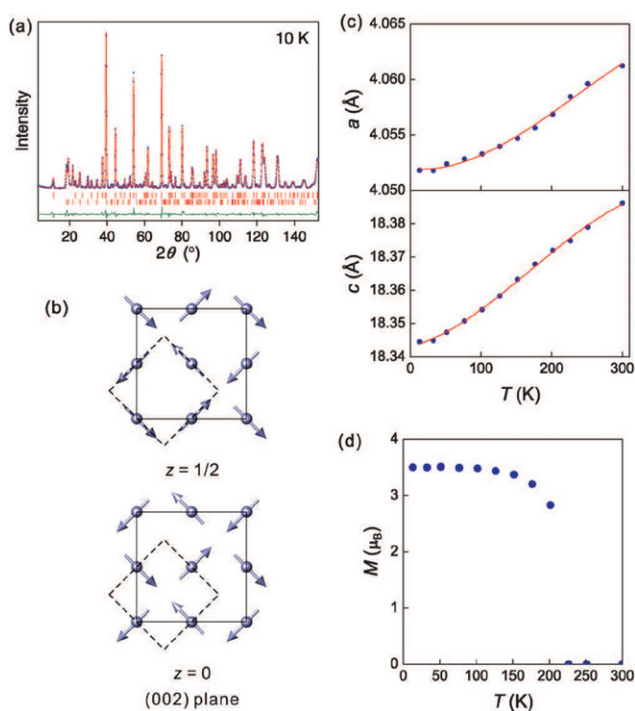 (a)
10 K
Intensity
20 40 60 80 100 120 140
2θ (°)
(b)
z = 1/2
z = 0
(002) plane
(c)
4.065
4.060
4.055
4.050
a (Å)
18.38
18.37
18.36
18.35
18.34
c (Å)
0 100 200 300
T (K)
(d)
4
3
2
1
0
M (μB)
0 50 100 150 200 250 300
T (K)